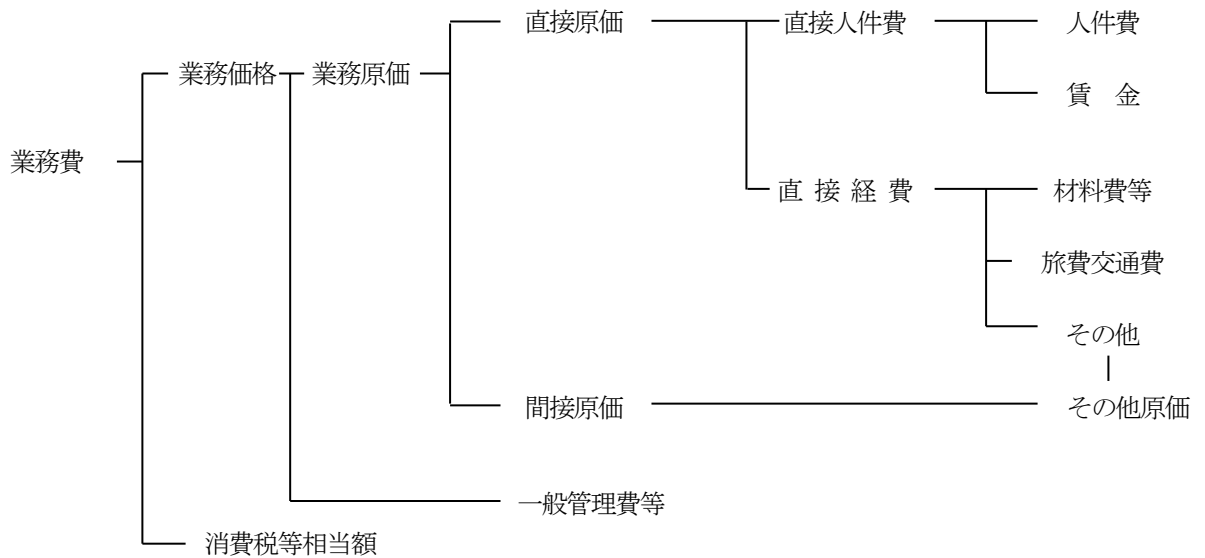 直接原価 直接人件費 人件費
業務価格 業務原価
賃　金
業務費
直 接 経 費 材料費等
旅費交通費
その他
間接原価 その他原価
一般管理費等
消費税等相当額